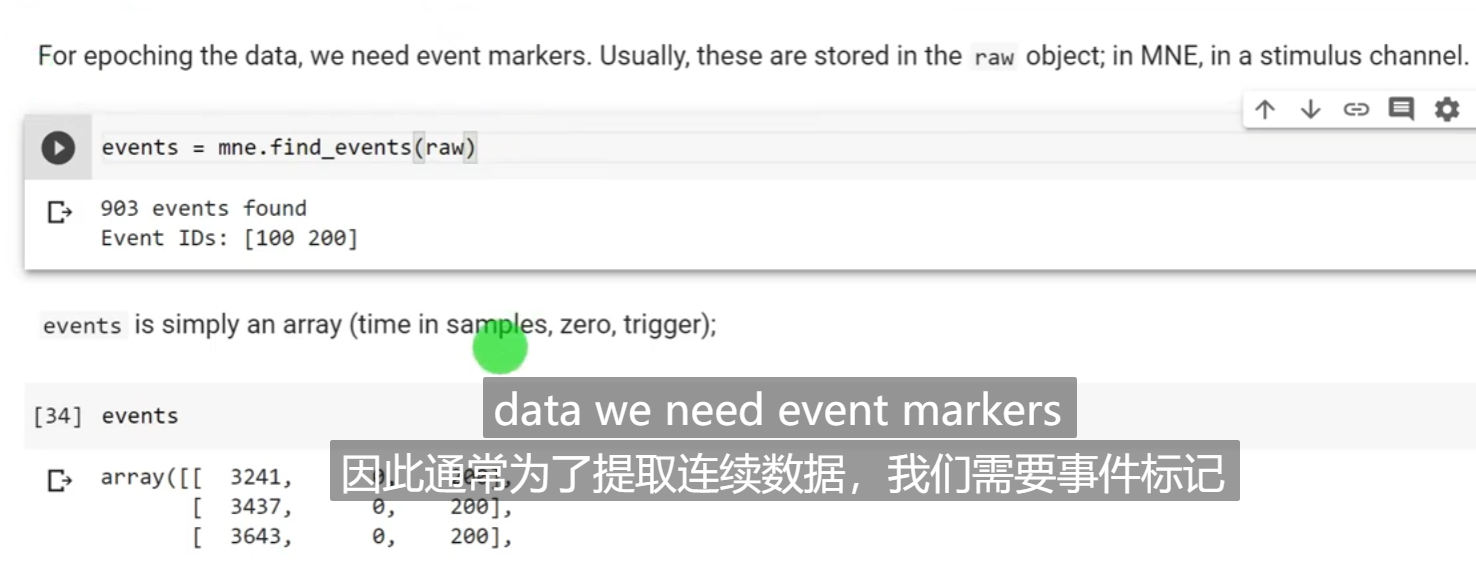 For epoching the data, we need event markers. Usually, these are stored in the raw object; in MNE, in a stimulus channel.
events = mne.find_events(raw)
903 events found
Event IDs: [100 200]
events is simply an array (time in samples, zero, trigger);
[34] events
data we need event markers
array([[ 3241,
因此通常为了提取连续数据，我们需要事件标记
[ 3437, 0, 200],
[ 3643, 0, 200],